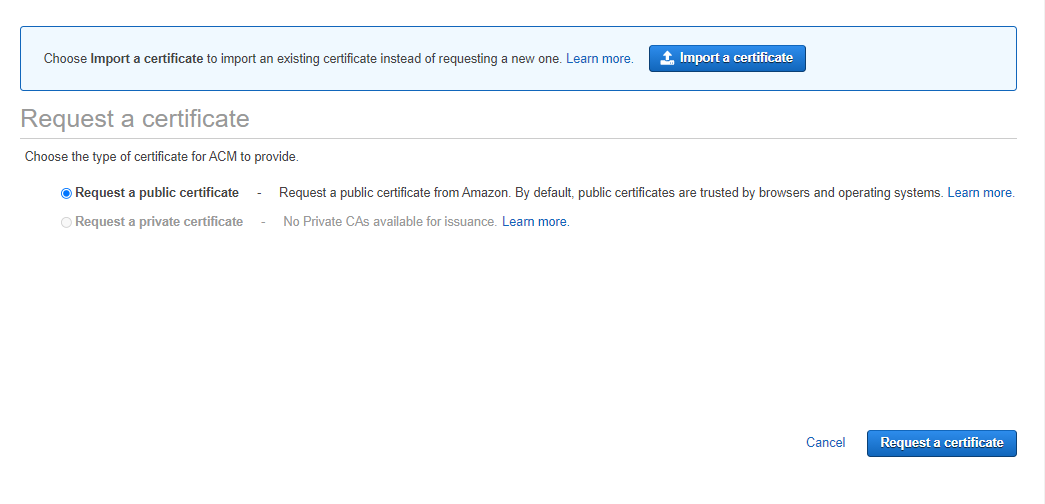 Choose Import a certificate to import an existing certificate instead of requesting a new one. Learn more. Import a certificate
Request a certificate
Choose the type of certificate for ACM to provide.
Request a public certificate - Request a public certificate from Amazon. By default, public certificates are trusted by browsers and operating systems. Learn more.
Request a private certificate - No Private CAs available for issuance. Learn more.
Cancel Request a certificate